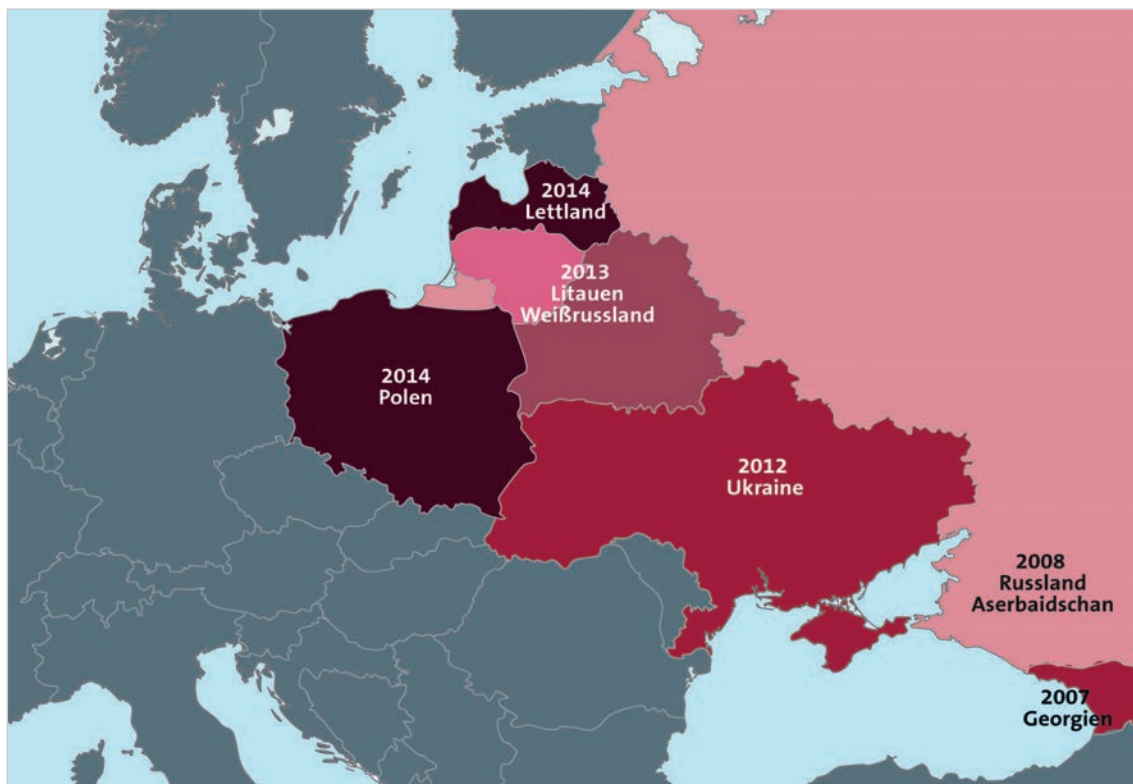 2014
Lettland
2013
Litauen
Weißrussland
2014
Polen
2012
Ukraine
2008
Russland
Aserbaidschan
2007
Georgien